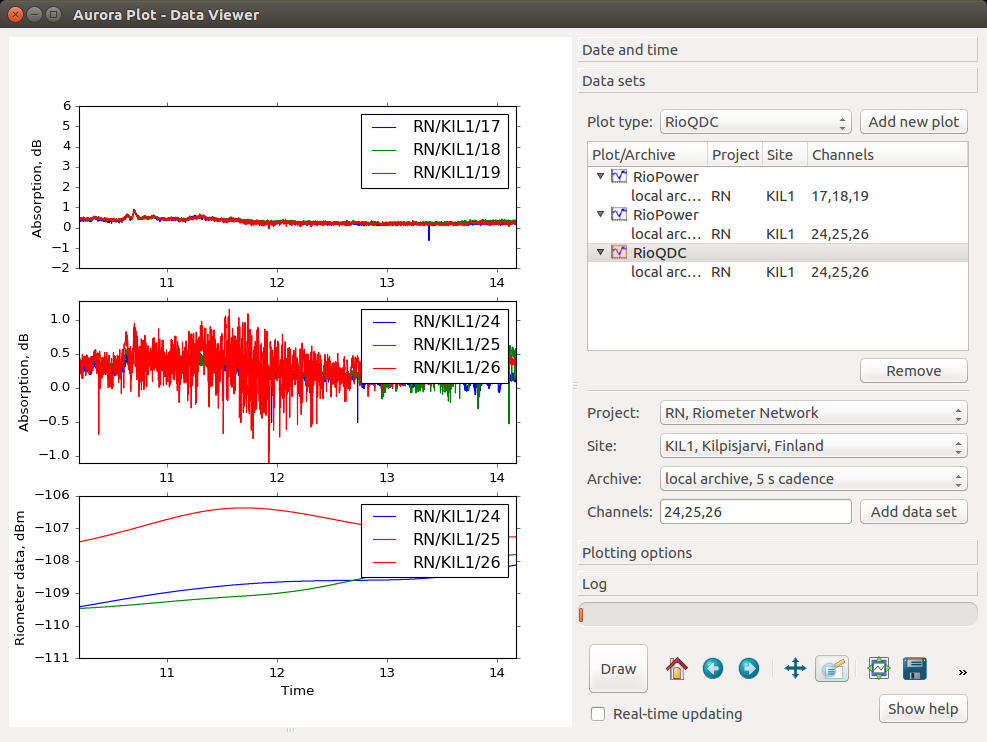 Aurora Plot - Data Viewer
6
5
4
3
2
1
0
−1
−2
Absorption, dB
RN/KIL1/17
RN/KIL1/18
RN/KIL1/19
11
12
13
14
1.0
0.5
0.0
−0.5
−1.0
Absorption, dB
RN/KIL1/24
RN/KIL1/25
RN/KIL1/26
11
12
13
14
−106
−107
−108
−109
−110
−111
Riometer data, dBm
RN/KIL1/24
RN/KIL1/25
RN/KIL1/26
11
12
13
14
Time
Date and time
Data sets
Plot type: RioQDC Add new plot
Plot/Archive Project Site Channels
RioPower
local arc... RN KIL1 17,18,19
RioPower
local arc... RN KIL1 24,25,26
RioQDC
local arc... RN KIL1 24,25,26
Remove
Project: RN, Riometer Network
Site: KIL1, Kilpisjarvi, Finland
Archive: local archive, 5 s cadence
Channels: 24,25,26 Add data set
Plotting options
Log
Draw »
Real-time updating Show help